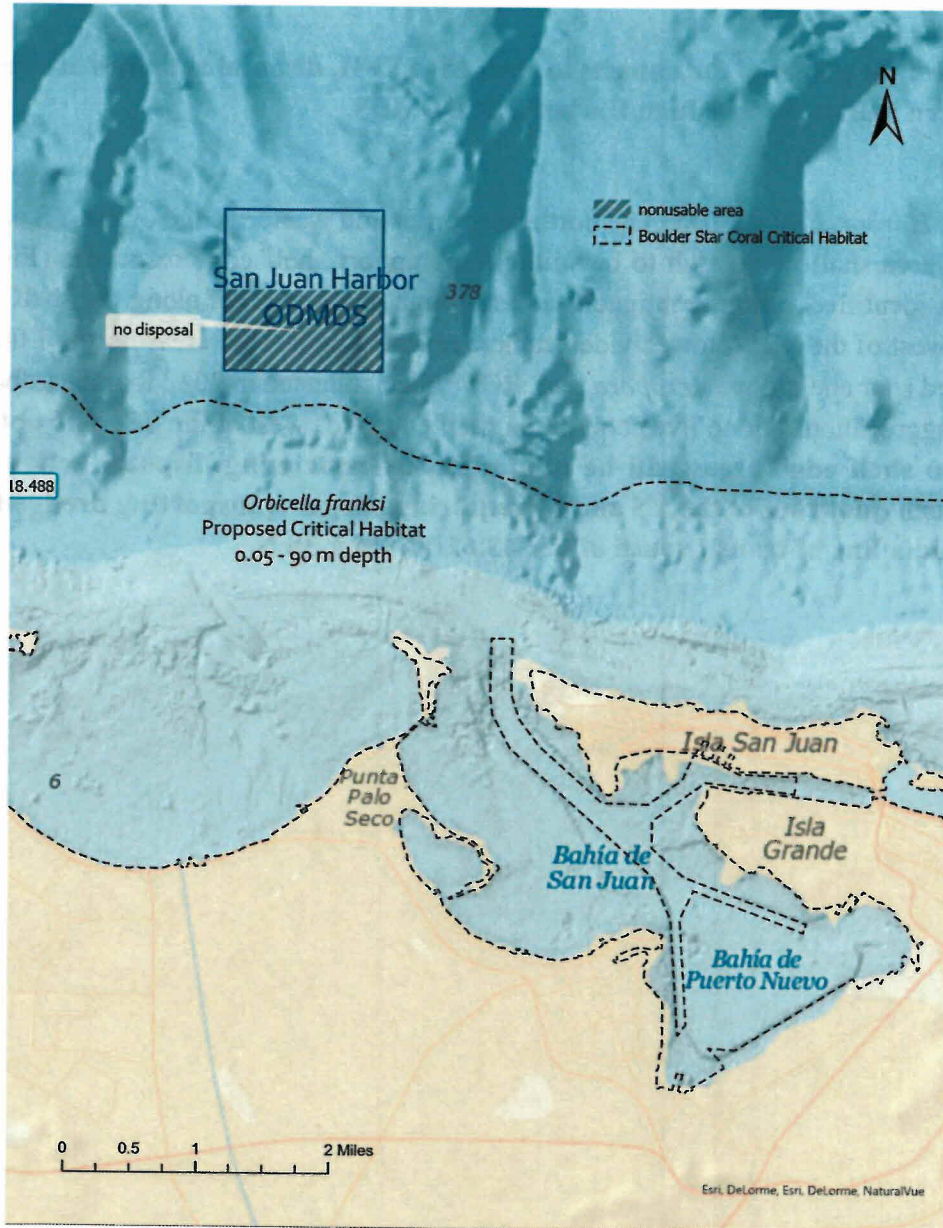 N
nonusable area
Boulder Star Coral Critical Habitat
San Juan Harbor
ODMDS
378
no disposal
18.488
Orbicella franksi
Proposed Critical Habitat
0.05 - 90 m depth
Isla San Juan
6
Punta
Palo
Seco
Isla
Grande
Bahía de
San Juan
Bahía de
Puerto Nuevo
0 0.5 1 2 Miles
Esri, DeLorme, Esri, DeLorme, NaturalVue